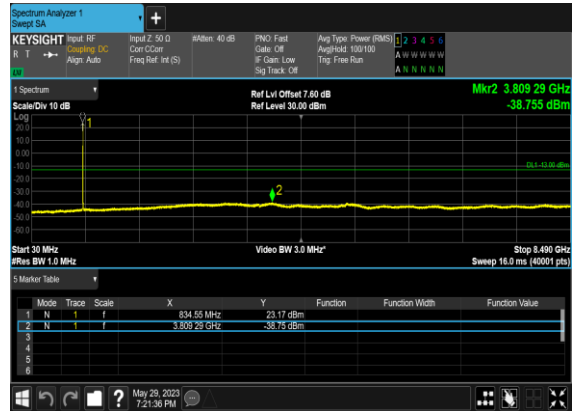 Spectrum Analyzer 1
Swept SA
+
KEYSIGHT Input: RF Input Z: 50 Ω #Atten: 40 dB PNO: Fast Avg Type: Power (RMS) 1 2 3 4 5 6
R T Coupling: DC Corr CCorr Gate: Off Avg|Hold: 100/100 A W W W W W
Align: Auto Freq Ref: Int (S) IF Gain: Low Trig: Free Run
LW Sig Track: Off A N N N N N
1 Spectrum Ref Lvl Offset 7.60 dB Mkr2 3.809 29 GHz
Scale/Div 10 dB Ref Level 30.00 dBm -38.755 dBm
Log
20.0
10.0
0.00
-10.0
-20.0
-30.0
-40.0
-50.0
-60.0
1
2
DL1 -13.00 dBm
Start 30 MHz Video BW 3.0 MHz* Stop 8.490 GHz
#Res BW 1.0 MHz Sweep 16.0 ms (40001 pts)
5 Marker Table
Mode Trace Scale X Y Function Function Width Function Value
1 N 1 f 834.55 MHz 23.17 dBm
2 N 1 f 3.809 29 GHz -38.75 dBm
3
4
5
6
? May 29, 2023
7:21:36 PM